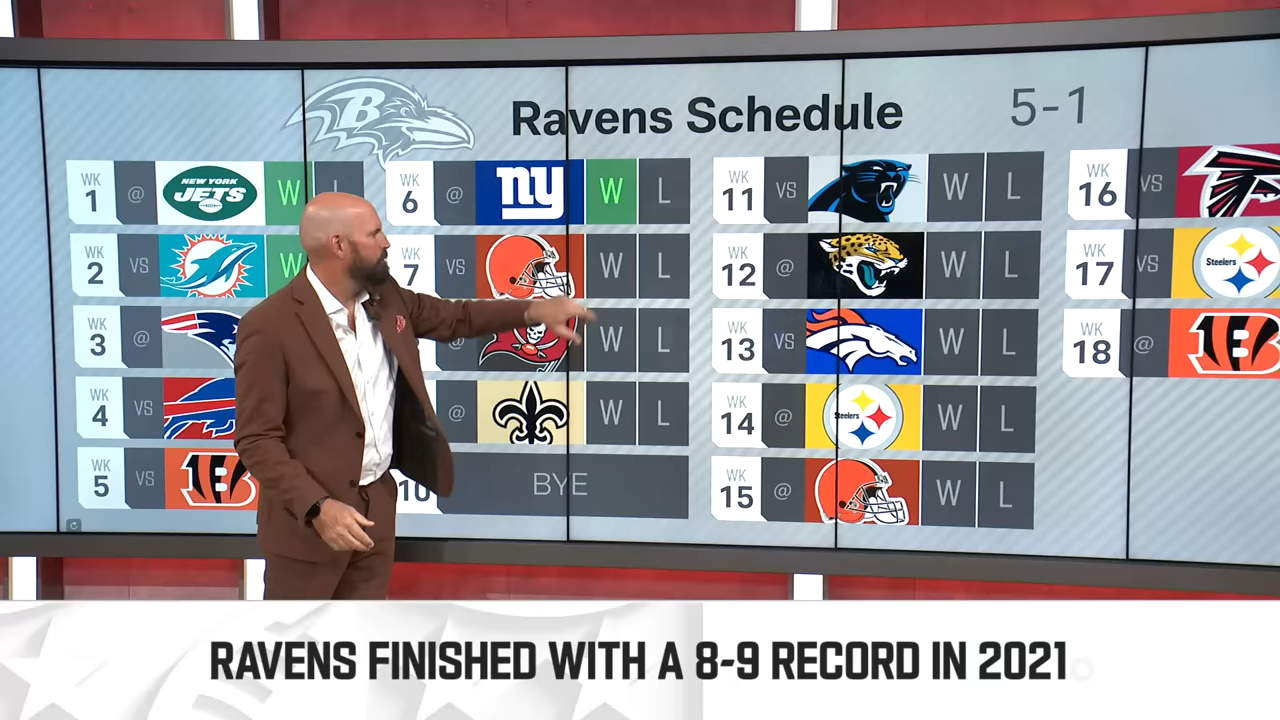 Ravens Schedule 5-1
B
WK 1 @ NEW YORK JETS W L
WK 2 VS W
WK 3 @
WK 4 VS
WK 5 VS B
WK 6 @ ny W L
7 VS W L
@ W L
@ W L
10 BYE
WK 11 VS W L
WK 12 @ W L
WK 13 VS W L
WK 14 @ Steelers W L
WK 15 @ W L
WK 16 VS
WK 17 VS Steelers
WK 18 @ B
RAVENS FINISHED WITH A 8-9 RECORD IN 2021